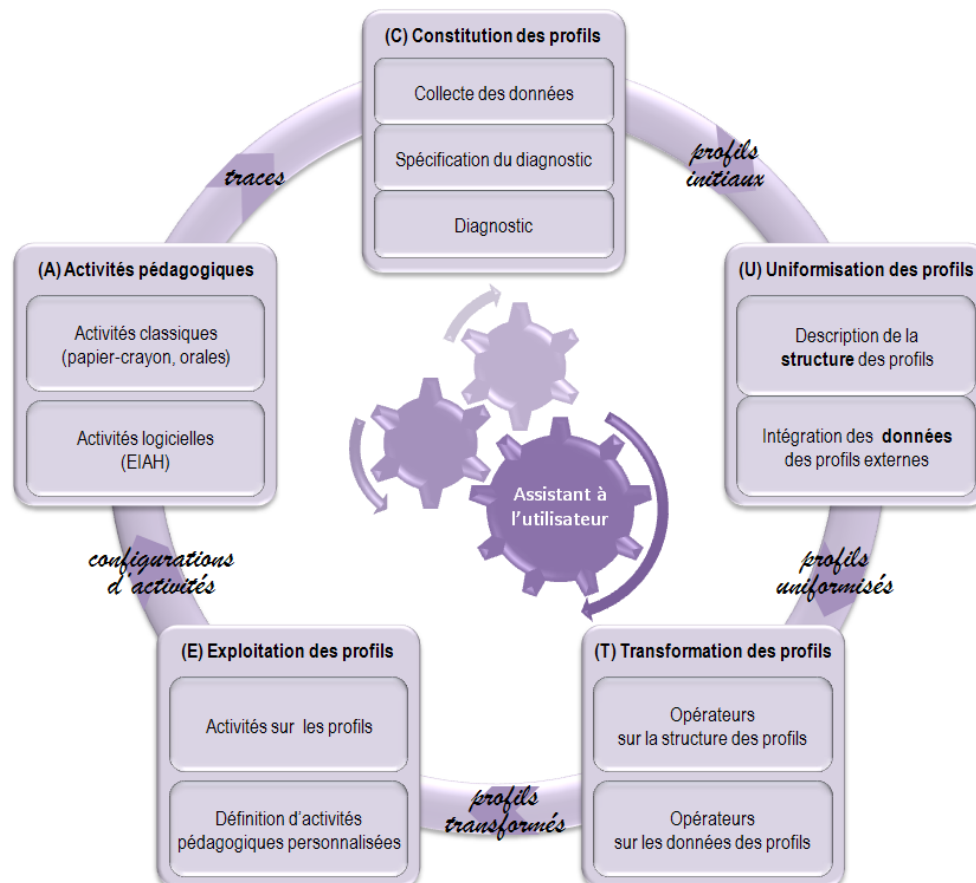 (C) Constitution des profils
Collecte des données
Spécification du diagnostic
Diagnostic
traces
profils
initiaux
(A) Activités pédagogiques
Activités classiques
(papier-crayon, orales)
Activités logicielles
(EIAH)
(U) Uniformisation des profils
Description de la
structure des profils
Intégration des données
des profils externes
Assistant à
l'utilisateur
configurations
d'activités
profils
uniformisés
(E) Exploitation des profils
Activités sur les profils
Définition d'activités
pédagogiques personnalisées
profils
transformés
(T) Transformation des profils
Opérateurs
sur la structure des profils
Opérateurs
sur les données des profils